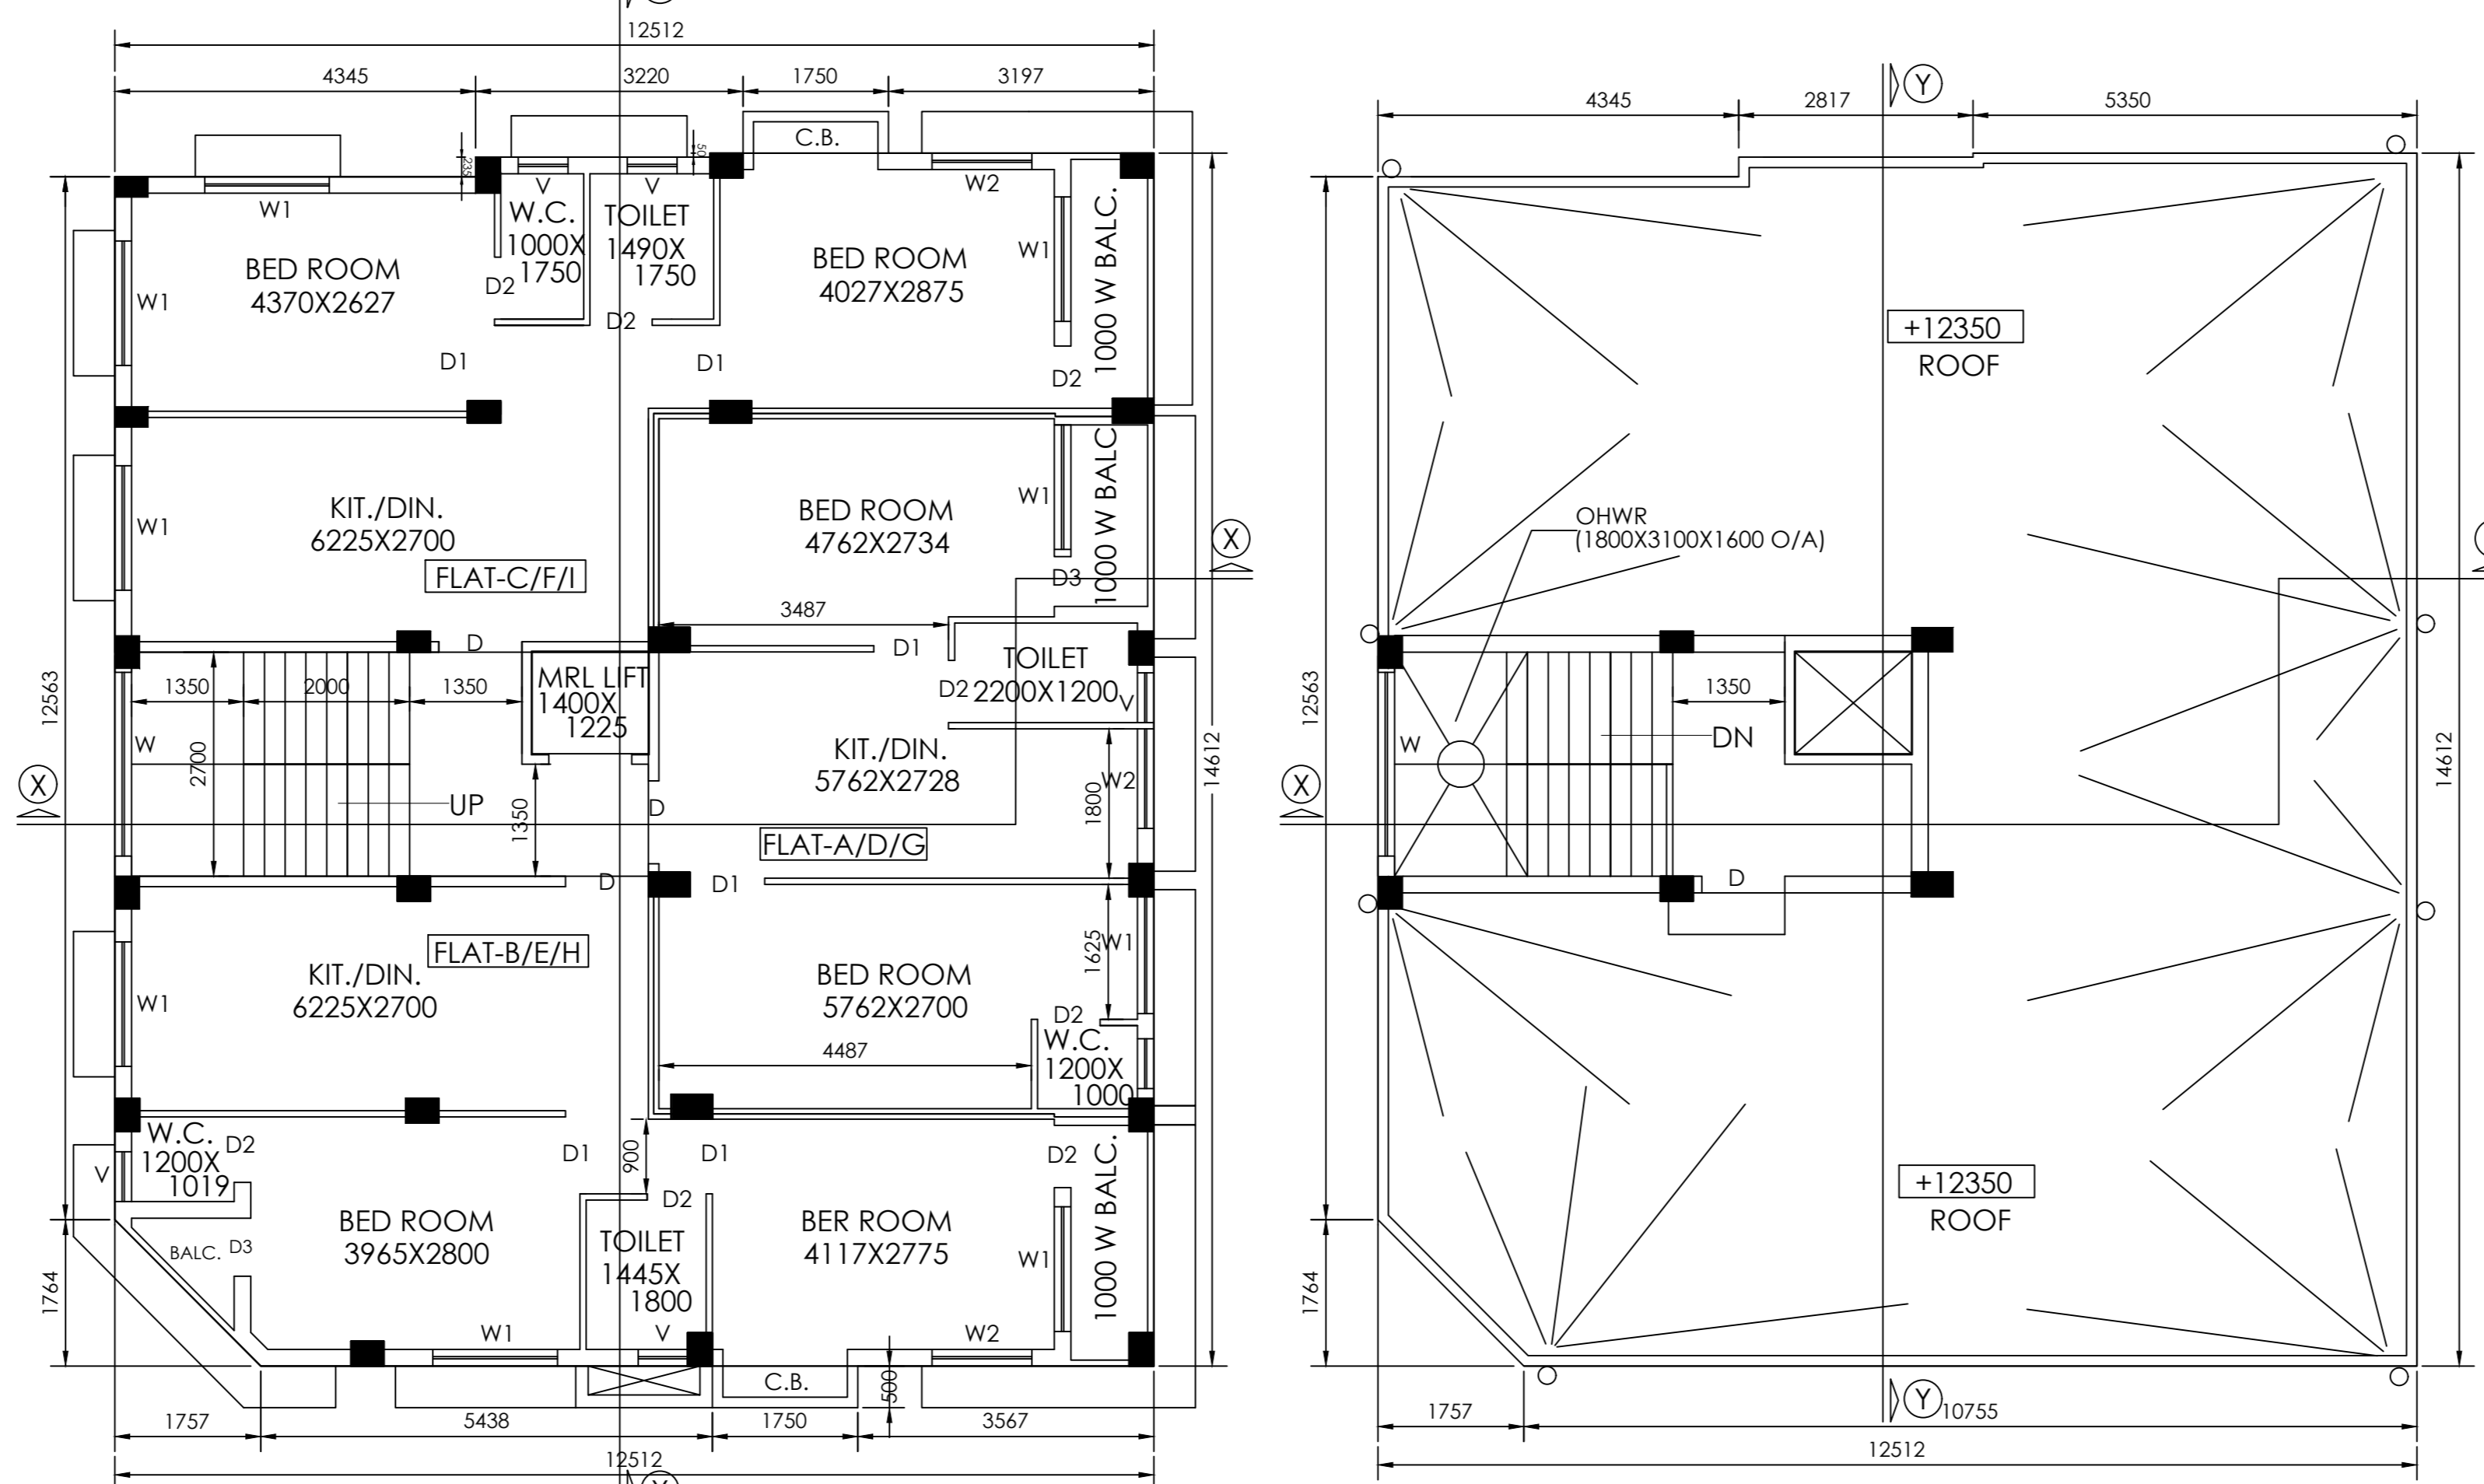 12512
4345
3220
1750
3197
235
50
C.B.
V
V
W1
W2
W.C.
1000X
1750
TOILET
1490X
1750
BED ROOM
4370X2627
BED ROOM
4027X2875
W1
W1
1000 W BALC.
D2
D2
D1
D1
D2
KIT./DIN.
6225X2700
W1
FLAT-C/F/I
BED ROOM
4762X2734
W1
1000 W BALC
D3
X
3487
D
D1
MRL LIFT
1400X
1225
TOILET
2200X1200
D2
V
1350
2000
1350
12563
W
2700
UP
1350
KIT./DIN.
5762X2728
W2
1800
14612
X
D
FLAT-A/D/G
D
D1
FLAT-B/E/H
KIT./DIN.
6225X2700
W1
BED ROOM
5762X2700
W1
1625
D2
4487
W.C.
1200X
1000
W.C.
1200X
1019
D2
V
D1
900
D1
D2
D2
BED ROOM
3965X2800
BALC.
D3
TOILET
1445X
1800
BER ROOM
4117X2775
W1
1000 W BALC.
1764
W1
V
W2
C.B.
500
1757
5438
1750
3567
12512
Y
4345
2817
5350
+12350
ROOF
OHWR
(1800X3100X1600 O/A)
12563
1350
W
DN
14612
X
D
+12350
ROOF
1764
Y
1757
10755
12512